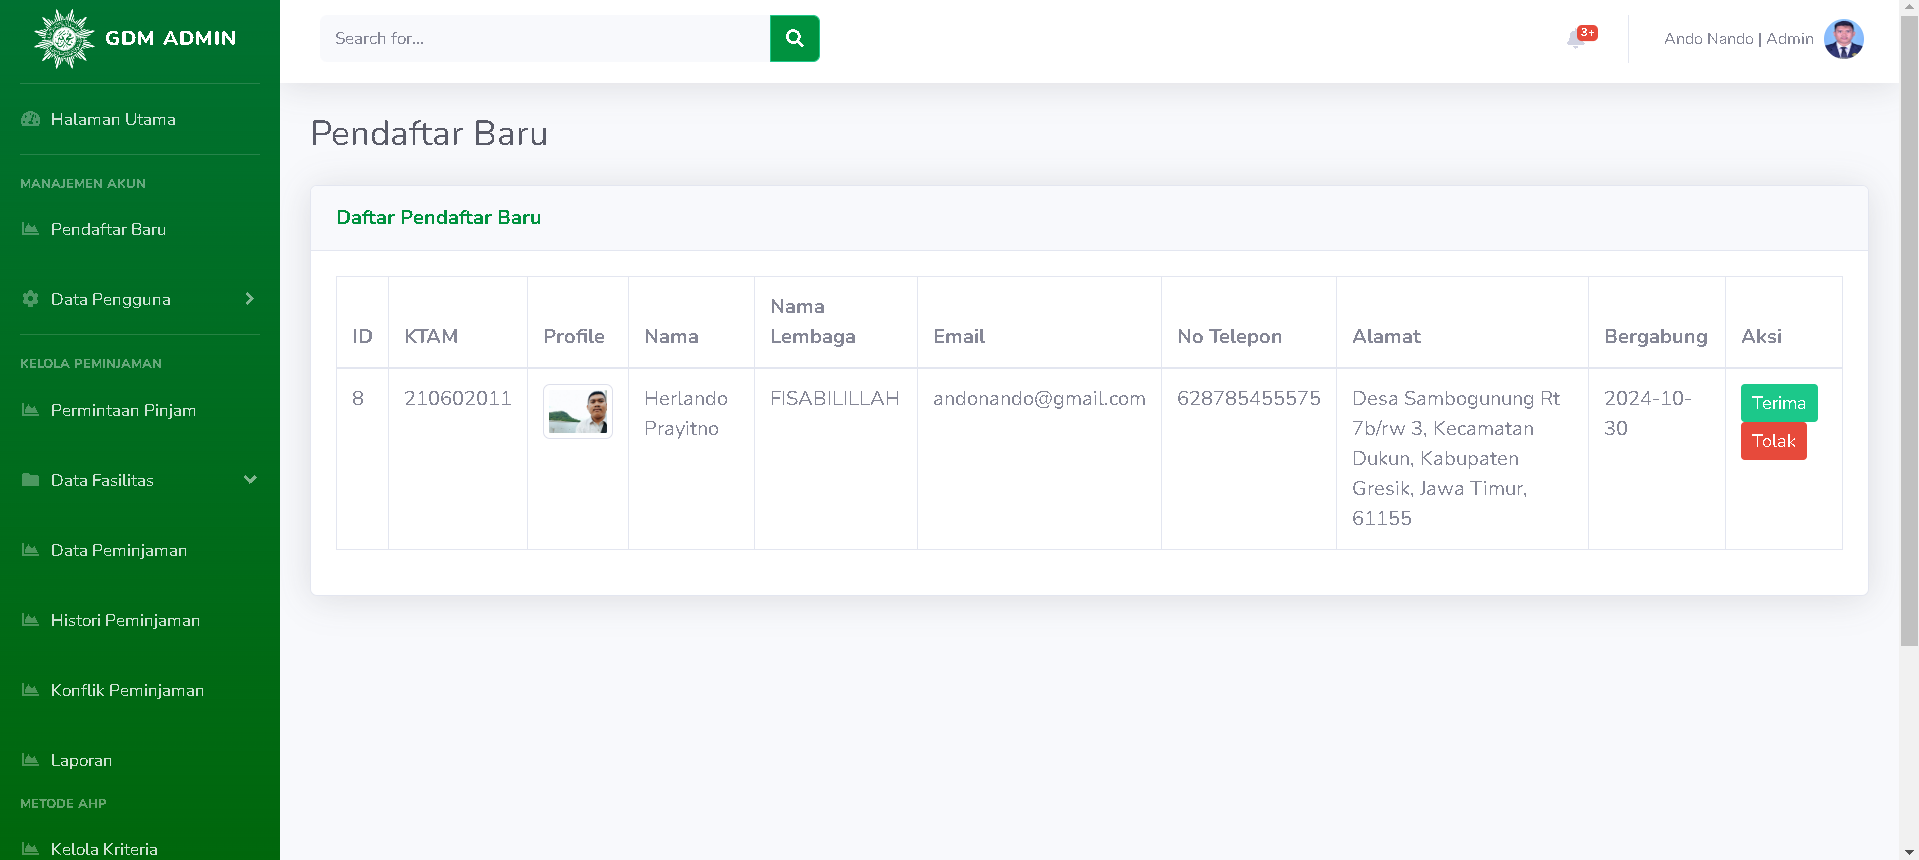 GDM ADMIN
Search for...
3+
Ando Nando | Admin
Halaman Utama
MANAJEMEN AKUN
Pendaftar Baru
Data Pengguna
KELOLA PEMINJAMAN
Permintaan Pinjam
Data Fasilitas
Data Peminjaman
Histori Peminjaman
Konflik Peminjaman
Laporan
METODE AHP
Kelola Kriteria
Pendaftar Baru
Daftar Pendaftar Baru
ID KTAM Profile Nama Nama Lembaga Email No Telepon Alamat Bergabung Aksi
8 210602011 Herlando FISABILILLAH andonando@gmail.com 628785455575 Desa Sambogunung Rt 2024-10- Terima
Prayitno 7b/rw 3, Kecamatan 30 Tolak
Dukun, Kabupaten
Gresik, Jawa Timur,
61155